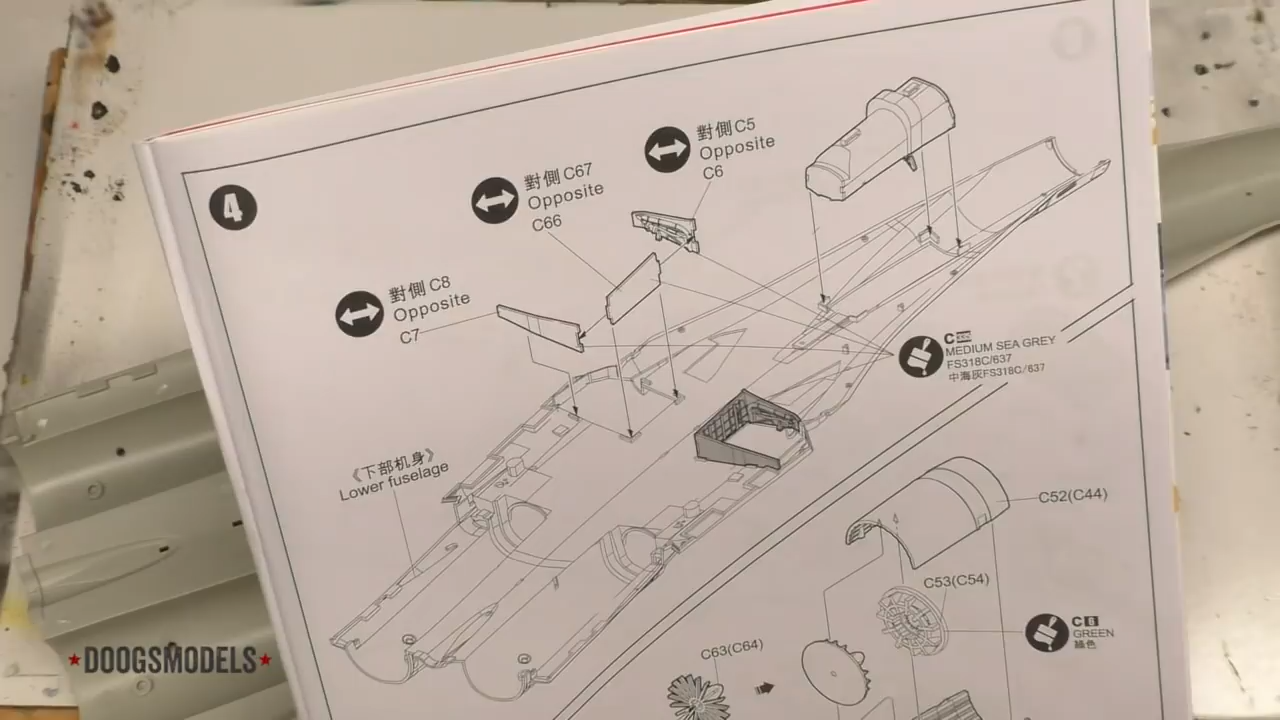 4
對側 C5
Opposite
C6
對側 C67
Opposite
C66
對側 C8
Opposite
C7
C
MEDIUM SEA GREY
FS318C/637
中海灰FS318C/637
《下部机身》
Lower fuselage
C52(C44)
C53(C54)
C 6
GREEN
綠色
C63(C64)
★DOOGSMODELS★